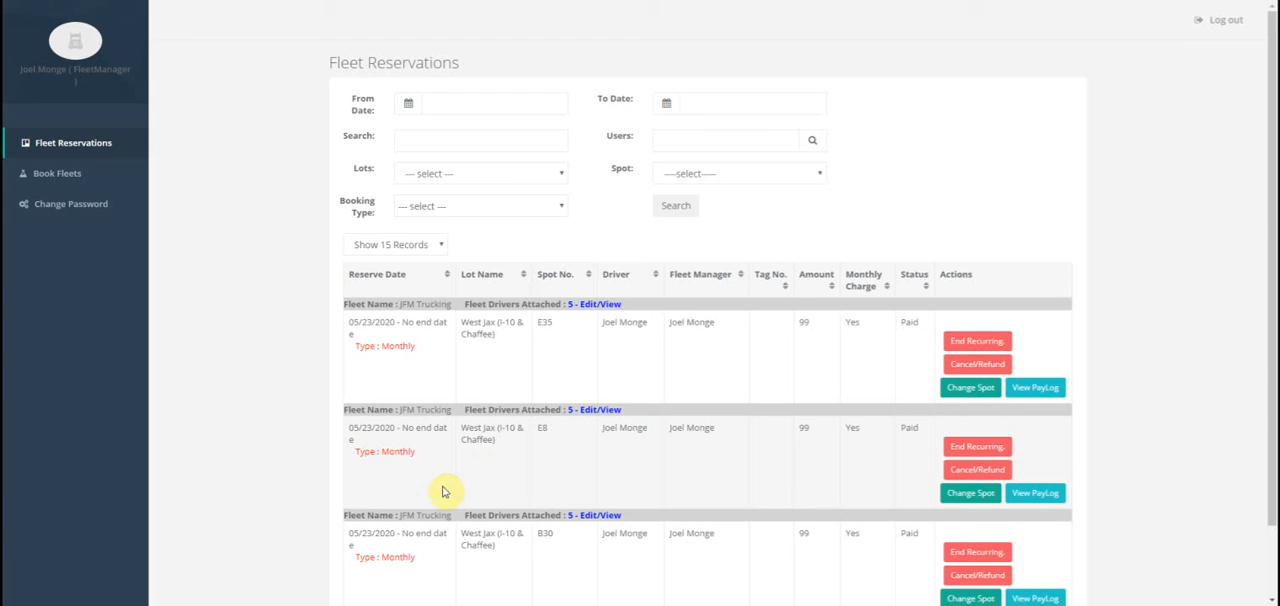 Log out
Joel Monge ( FleetManager
)
Fleet Reservations
Book Fleets
Change Password
Fleet Reservations
From
Date:
To Date:
Search:
Users:
Lots:
--- select ---
Spot:
----select-----
Booking
Type:
--- select ---
Search
Show 15 Records
Reserve Date Lot Name Spot No. Driver Fleet Manager Tag No. Amount Monthly
Charge Status Actions
Fleet Name : JFM Trucking Fleet Drivers Attached : 5 - Edit/View
05/23/2020 - No end dat West Jax (I-10 & E35 Joel Monge Joel Monge 99 Yes Paid
e Chaffee)
Type : Monthly
End Recurring.
Cancel/Refund
Change Spot View PayLog
Fleet Name : JFM Trucking Fleet Drivers Attached : 5 - Edit/View
05/23/2020 - No end dat West Jax (I-10 & E8 Joel Monge Joel Monge 99 Yes Paid
e Chaffee)
Type : Monthly
End Recurring.
Cancel/Refund
Change Spot View PayLog
Fleet Name : JFM Trucking Fleet Drivers Attached : 5 - Edit/View
05/23/2020 - No end dat West Jax (I-10 & B30 Joel Monge Joel Monge 99 Yes Paid
e Chaffee)
Type : Monthly
End Recurring.
Cancel/Refund
Change Spot View PayLog